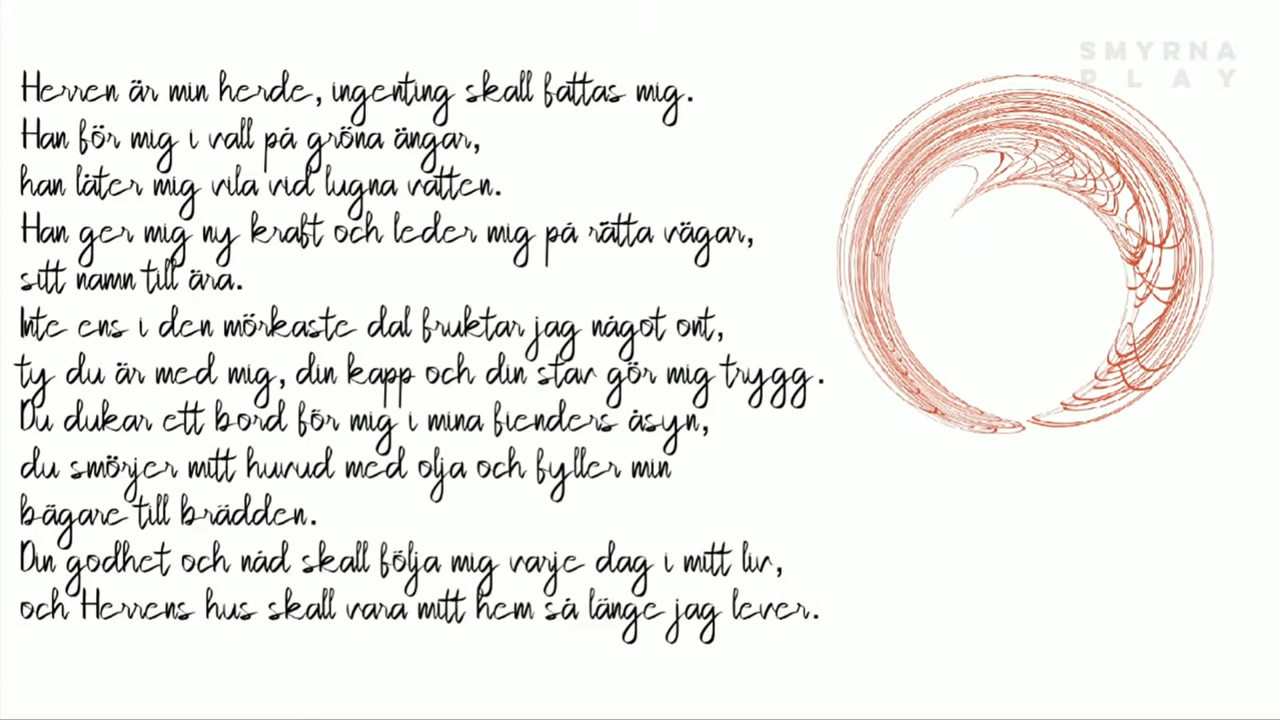 SMYRNA
PLAY
Herren är min herde, ingenting skall fattas mig.
Han för mig i vall på gröna ängar,
han låter mig vila vid lugna vatten.
Han ger mig ny kraft och leder mig på rätta vägar,
sitt namn till ära.
Inte ens i den mörkaste dal fruktar jag något ont,
ty du är med mig, din kapp och din stav gör mig trygg.
Du dukar ett bord för mig i mina fienders åsyn,
du smörjer mitt huvud med olja och fyller min
bägare till brädden.
Din godhet och nåd skall följa mig varje dag i mitt liv,
och Herrens hus skall vara mitt hem så länge jag lever.